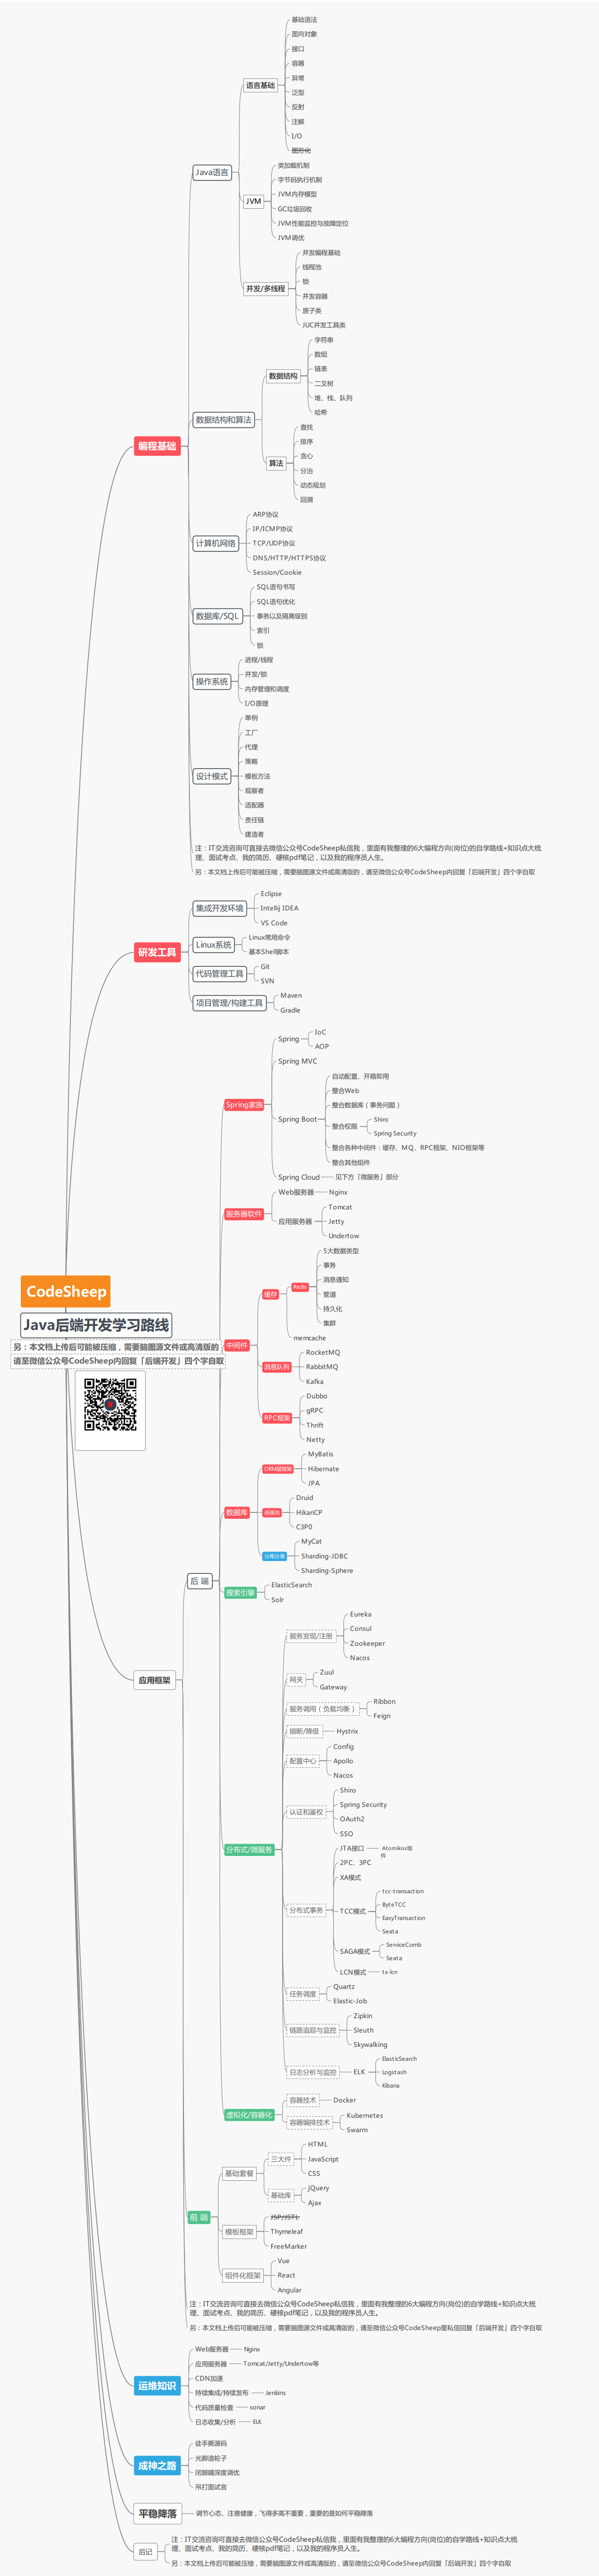 CodeSheep
Java后端开发学习路线
另：本文档上传后可能被压缩，需要脑图源文件或高清版的
请至微信公众号CodeSheep内回复「后端开发」四个字自取
编程基础
Java语言
语言基础
基础语法
面向对象
接口
容器
异常
泛型
反射
注解
I/O
图形化
JVM
类加载机制
字节码执行机制
JVM内存模型
GC垃圾回收
JVM性能监控与故障定位
JVM调优
并发/多线程
并发编程基础
线程池
锁
并发容器
原子类
JUC并发工具类
数据结构和算法
数据结构
字符串
数组
链表
二叉树
堆、栈、队列
哈希
算法
查找
排序
贪心
分治
动态规划
回溯
计算机网络
ARP协议
IP/ICMP协议
TCP/UDP协议
DNS/HTTP/HTTPS协议
Session/Cookie
数据库/SQL
SQL语句书写
SQL语句优化
事务以及隔离级别
索引
锁
操作系统
进程/线程
并发/锁
内存管理和调度
I/O原理
设计模式
单例
工厂
代理
策略
模板方法
观察者
适配器
责任链
建造者
注：IT交流咨询可直接去微信公众号CodeSheep私信我，里面有我整理的6大编程方向(岗位)的自学路线+知识点大梳
理、面试考点、我的简历、硬核pdf笔记，以及我的程序员人生。
另：本文档上传后可能被压缩，需要脑图源文件或高清版的，请至微信公众号CodeSheep内回复「后端开发」四个字自取
研发工具
集成开发环境
Eclipse
Intellij IDEA
VS Code
Linux系统
Linux常用命令
基本Shell脚本
代码管理工具
Git
SVN
项目管理/构建工具
Maven
Gradle
应用框架
后 端
Spring家族
Spring
IoC
AOP
Spring MVC
Spring Boot
自动配置、开箱即用
整合Web
整合数据库（事务问题）
整合权限
Shiro
Spring Security
整合各种中间件：缓存、MQ、RPC框架、NIO框架等
整合其他组件
Spring Cloud
见下方「微服务」部分
服务器软件
Web服务器
Nginx
应用服务器
Tomcat
Jetty
Undertow
中间件
缓存
Redis
5大数据类型
事务
消息通知
管道
持久化
集群
memcache
消息队列
RocketMQ
RabbitMQ
Kafka
RPC框架
Dubbo
gRPC
Thrift
Netty
数据库
ORM层框架
MyBatis
Hibernate
JPA
连接池
Druid
HikariCP
C3P0
分库分表
MyCat
Sharding-JDBC
Sharding-Sphere
搜索引擎
ElasticSearch
Solr
分布式/微服务
服务发现/注册
Eureka
Consul
Zookeeper
Nacos
网关
Zuul
Gateway
服务调用（负载均衡）
Ribbon
Feign
熔断/降级
Hystrix
配置中心
Config
Apollo
Nacos
认证和鉴权
Shiro
Spring Security
OAuth2
SSO
分布式事务
JTA接口
Atomikos组
件
2PC、3PC
XA模式
TCC模式
tcc-transaction
ByteTCC
EasyTransaction
Seata
SAGA模式
ServiceComb
Seata
LCN模式
tx-lcn
任务调度
Quartz
Elastic-Job
链路追踪与监控
Zipkin
Sleuth
Skywalking
日志分析与监控
ELK
ElasticSearch
Logstash
Kibana
虚拟化/容器化
容器技术
Docker
容器编排技术
Kubernetes
Swarm
前 端
基础套餐
三大件
HTML
JavaScript
CSS
基础库
jQuery
Ajax
模板框架
JSP/JSTL
Thymeleaf
FreeMarker
组件化框架
Vue
React
Angular
注：IT交流咨询可直接去微信公众号CodeSheep私信我，里面有我整理的6大编程方向(岗位)的自学路线+知识点大梳
理、面试考点、我的简历、硬核pdf笔记，以及我的程序员人生。
另：本文档上传后可能被压缩，需要脑图源文件或高清版的，请至微信公众号CodeSheep里私信回复「后端开发」四个字自取
运维知识
Web服务器
Nginx
应用服务器
Tomcat/Jetty/Undertow等
CDN加速
持续集成/持续发布
Jenkins
代码质量检查
sonar
日志收集/分析
ELK
成神之路
徒手撕源码
光脚造轮子
闭眼睛深度调优
吊打面试官
平稳降落
调节心态、注意健康，飞得多高不重要，重要的是如何平稳降落
后记
注：IT交流咨询可直接去微信公众号CodeSheep私信我，里面有我整理的6大编程方向(岗位)的自学路线+知识点大梳
理、面试考点、我的简历、硬核pdf笔记，以及我的程序员人生。
另：本文档上传后可能被压缩，需要脑图源文件或高清版的，请至微信公众号CodeSheep内回复「后端开发」四个字自取